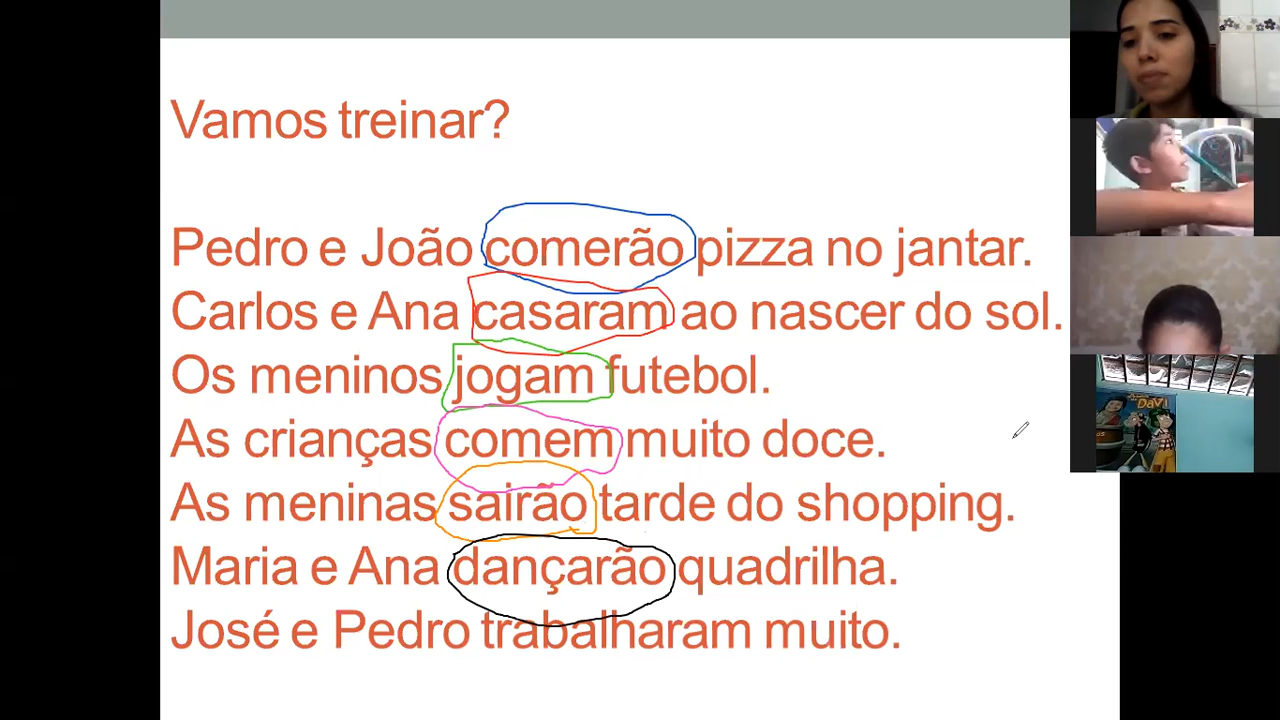 Vamos treinar?
Pedro e João comerão pizza no jantar.
Carlos e Ana casaram ao nascer do sol.
Os meninos jogam futebol.
As crianças comem muito doce.
As meninas sairão tarde do shopping.
Maria e Ana dançarão quadrilha.
José e Pedro trabalharam muito.
DaVi